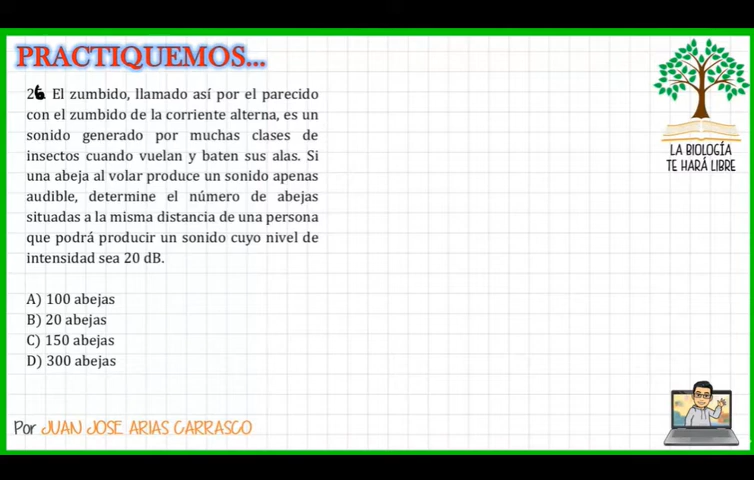 PRACTIQUEMOS...
26. El zumbido, llamado así por el parecido
con el zumbido de la corriente alterna, es un
sonido generado por muchas clases de
insectos cuando vuelan y baten sus alas. Si
una abeja al volar produce un sonido apenas
audible, determine el número de abejas
situadas a la misma distancia de una persona
que podrá producir un sonido cuyo nivel de
intensidad sea 20 dB.
A) 100 abejas
B) 20 abejas
C) 150 abejas
D) 300 abejas
Por JUAN JOSE ARIAS CARRASCO
LA BIOLOGÍA
TE HARÁ LIBRE